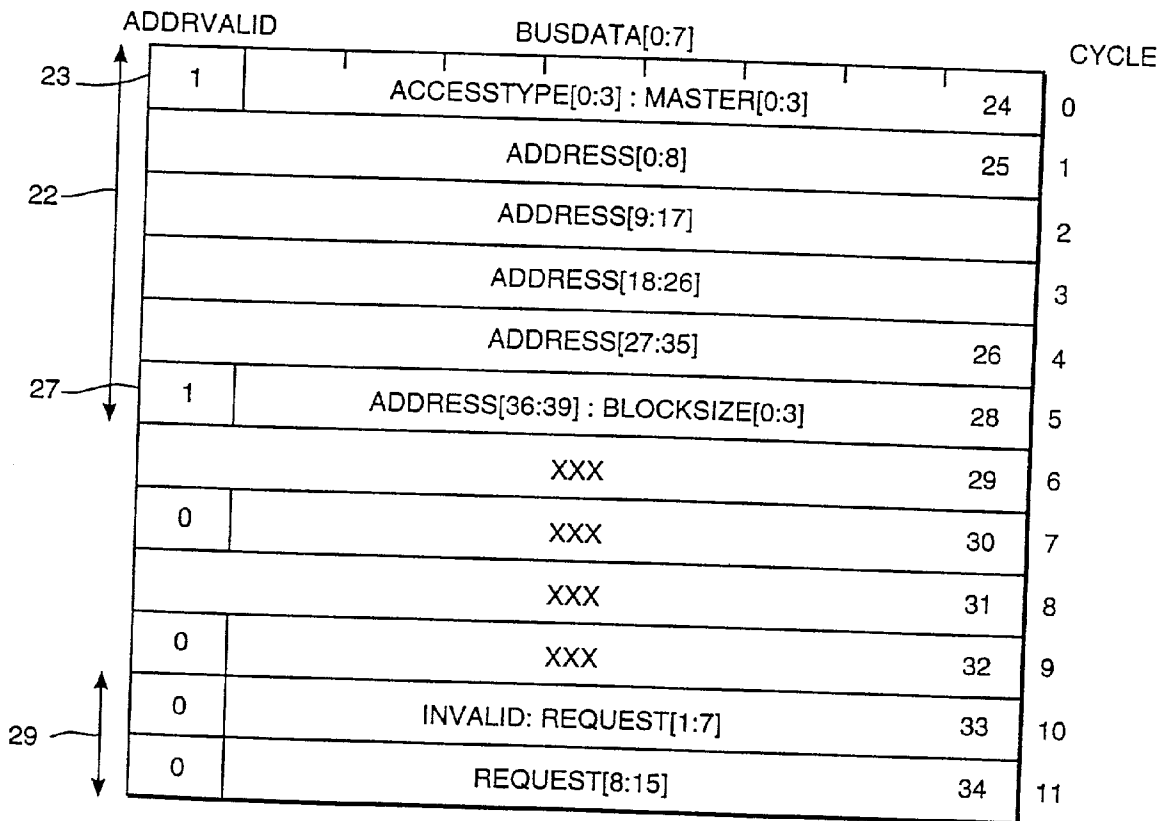 ADDRVALID BUSDATA[0:7] CYCLE
23 1 ACCESSTYPE[0:3] : MASTER[0:3] 24 0
ADDRESS[0:8] 25 1
22 ADDRESS[9:17] 2
ADDRESS[18:26] 3
ADDRESS[27:35] 26 4
27 1 ADDRESS[36:39] : BLOCKSIZE[0:3] 28 5
XXX 29 6
0 XXX 30 7
XXX 31 8
0 XXX 32 9
0 INVALID: REQUEST[1:7] 33 10
29 0 REQUEST[8:15] 34 11